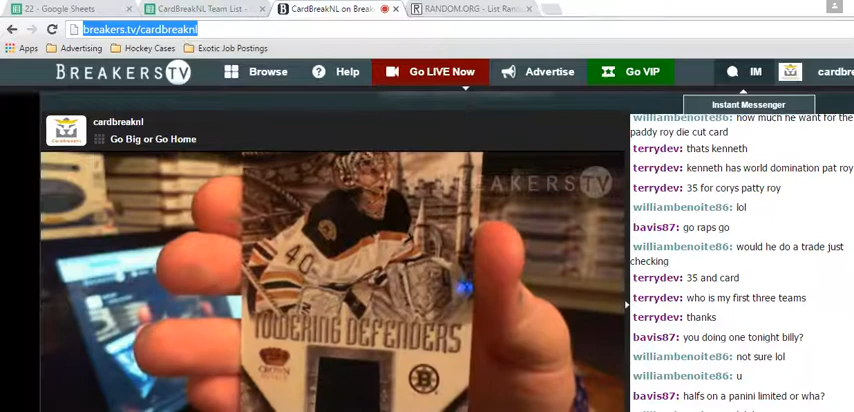 22 - Google Sheets
CardBreakNL Team List -
CardBreakNL on Break
RANDOM.ORG - List Rand
breakers.tv/cardbreaknl
Apps Advertising Hockey Cases Exotic Job Postings
BREAKERS TV Browse Help Go LIVE Now Advertise Go VIP IM cardbre
Instant Messenger
cardbreaknl
Go Big or Go Home
BREAKERS TV
40
TOWERING DEFENDERS
CROWN
B
williambenoite86: how much he want for the
paddy roy die cut card
terrydev: thats kenneth
terrydev: kenneth has world domination pat roy
terrydev: 35 for corys patty roy
williambenoite86: lol
bavis87: go raps go
williambenoite86: would he do a trade just
checking
terrydev: 35 and card
terrydev: who is my first three teams
terrydev: thanks
bavis87: you doing one tonight billy?
williambenoite86: not sure lol
williambenoite86: u
bavis87: halfs on a panini limited or wha?